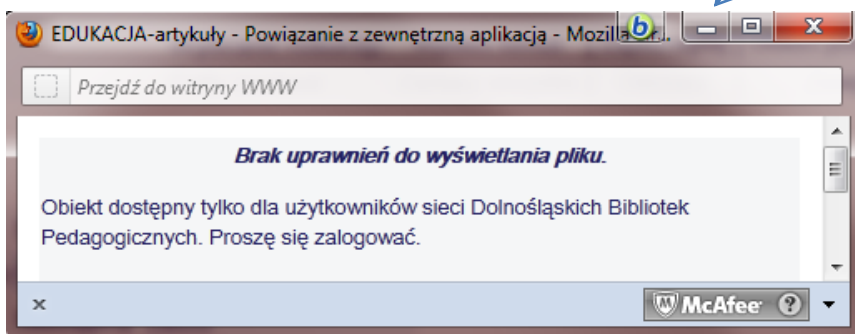 EDUKACJA-artykuły - Powiązanie z zewnętrzną aplikacją - Mozilla
Przejdź do witryny WWW
Brak uprawnień do wyświetlania pliku.
Obiekt dostępny tylko dla użytkowników sieci Dolnośląskich Bibliotek
Pedagogicznych. Proszę się zalogować.
McAfee ?